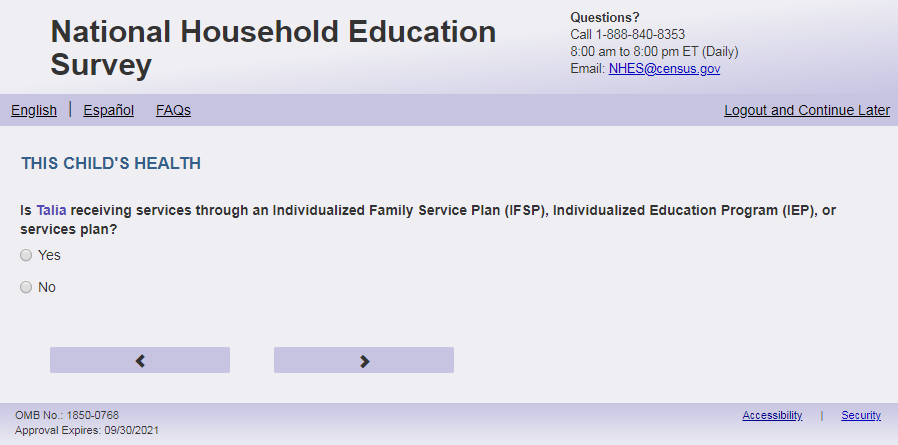 National Household Education
Survey
Questions?
Call 1-888-840-8353
8:00 am to 8:00 pm ET (Daily)
Email: NHES@census.gov
English | Español FAQs Logout and Continue Later
THIS CHILD'S HEALTH
Is Talia receiving services through an Individualized Family Service Plan (IFSP), Individualized Education Program (IEP), or
services plan?
Yes
No
OMB No.: 1850-0768
Approval Expires: 09/30/2021
Accessibility | Security